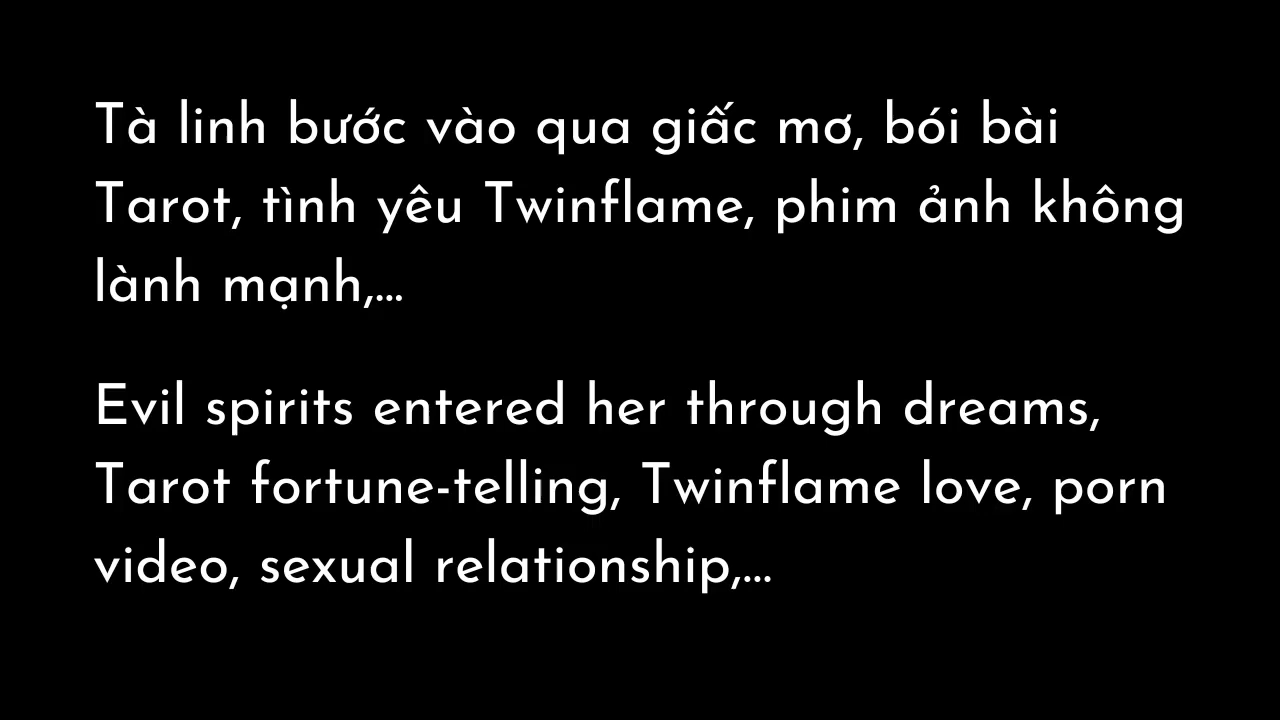 Tà linh bước vào qua giấc mơ, bói bài
Tarot, tình yêu Twinflame, phim ảnh không
lành mạnh,...
Evil spirits entered her through dreams,
Tarot fortune-telling, Twinflame love, porn
video, sexual relationship,...